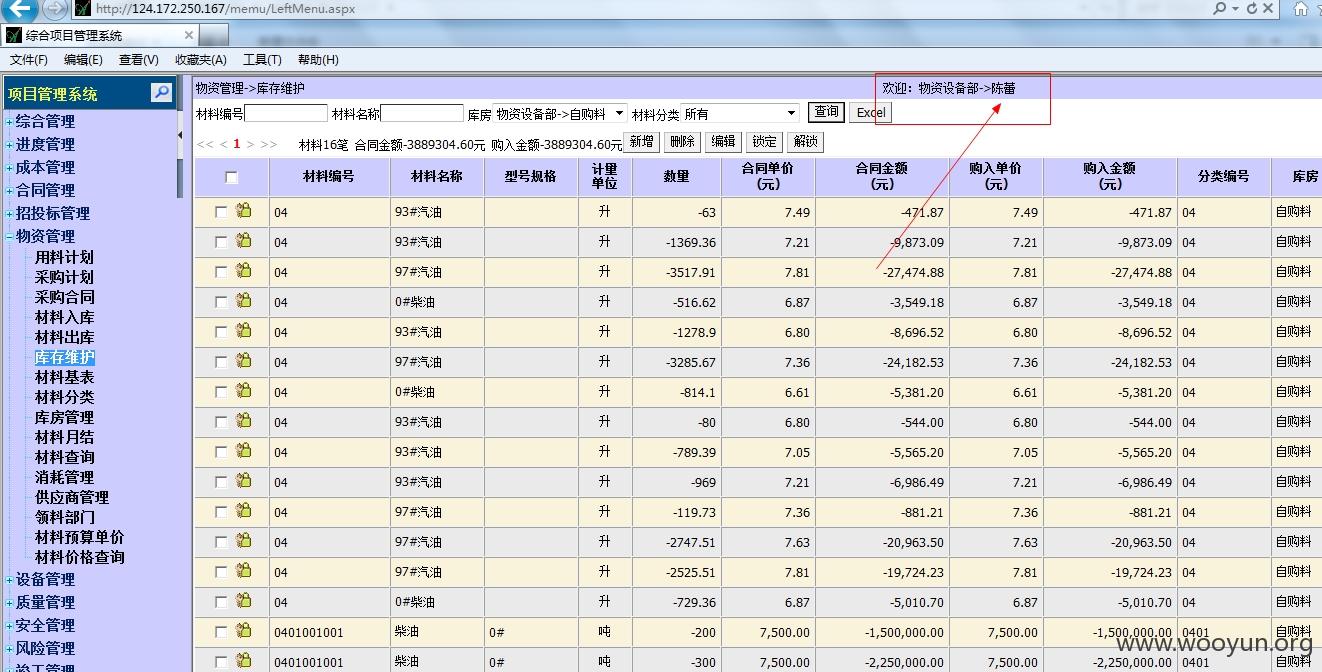 http://124.172.250.167/memu/LeftMenu.aspx
综合项目管理系统
文件(F) 编辑(E) 查看(V) 收藏夹(A) 工具(T) 帮助(H)
项目管理系统
综合管理
进度管理
成本管理
合同管理
招投标管理
物资管理
用料计划
采购计划
采购合同
材料入库
材料出库
库存维护
材料基表
材料分类
库房管理
材料月结
材料查询
消耗管理
供应商管理
领料部门
材料预算单价
材料价格查询
设备管理
质量管理
安全管理
风险管理
竣工管理
物资管理->库存维护 欢迎: 物资设备部->陈蕾
材料编号 材料名称 库房 物资设备部->自购料 材料分类 所有 查询 Excel
<< < 1 > >> 材料16笔 合同金额-3889304.60元 购入金额-3889304.60元 新增 删除 编辑 锁定 解锁
材料编号 材料名称 型号规格 计量单位 数量 合同单价(元) 合同金额(元) 购入单价(元) 购入金额(元) 分类编号 库房
04 93#汽油 升 -63 7.49 -471.87 7.49 -471.87 04 自购料
04 93#汽油 升 -1369.36 7.21 -9,873.09 7.21 -9,873.09 04 自购料
04 97#汽油 升 -3517.91 7.81 -27,474.88 7.81 -27,474.88 04 自购料
04 0#柴油 升 -516.62 6.87 -3,549.18 6.87 -3,549.18 04 自购料
04 93#汽油 升 -1278.9 6.80 -8,696.52 6.80 -8,696.52 04 自购料
04 97#汽油 升 -3285.67 7.36 -24,182.53 7.36 -24,182.53 04 自购料
04 0#柴油 升 -814.1 6.61 -5,381.20 6.61 -5,381.20 04 自购料
04 93#汽油 升 -80 6.80 -544.00 6.80 -544.00 04 自购料
04 93#汽油 升 -789.39 7.05 -5,565.20 7.05 -5,565.20 04 自购料
04 93#汽油 升 -969 7.21 -6,986.49 7.21 -6,986.49 04 自购料
04 97#汽油 升 -119.73 7.36 -881.21 7.36 -881.21 04 自购料
04 97#汽油 升 -2747.51 7.63 -20,963.50 7.63 -20,963.50 04 自购料
04 97#汽油 升 -2525.51 7.81 -19,724.23 7.81 -19,724.23 04 自购料
04 0#柴油 升 -729.36 6.87 -5,010.70 6.87 -5,010.70 04 自购料
0401001001 柴油 0# 吨 -200 7,500.00 -1,500,000.00 7,500.00 -1,500,000.00 0401 自购料
0401001001 柴油 0# 吨 -300 7,500.00 -2,250,000.00 7,500.00 -2,250,000.00 0401 自购料
www.wooyun.org